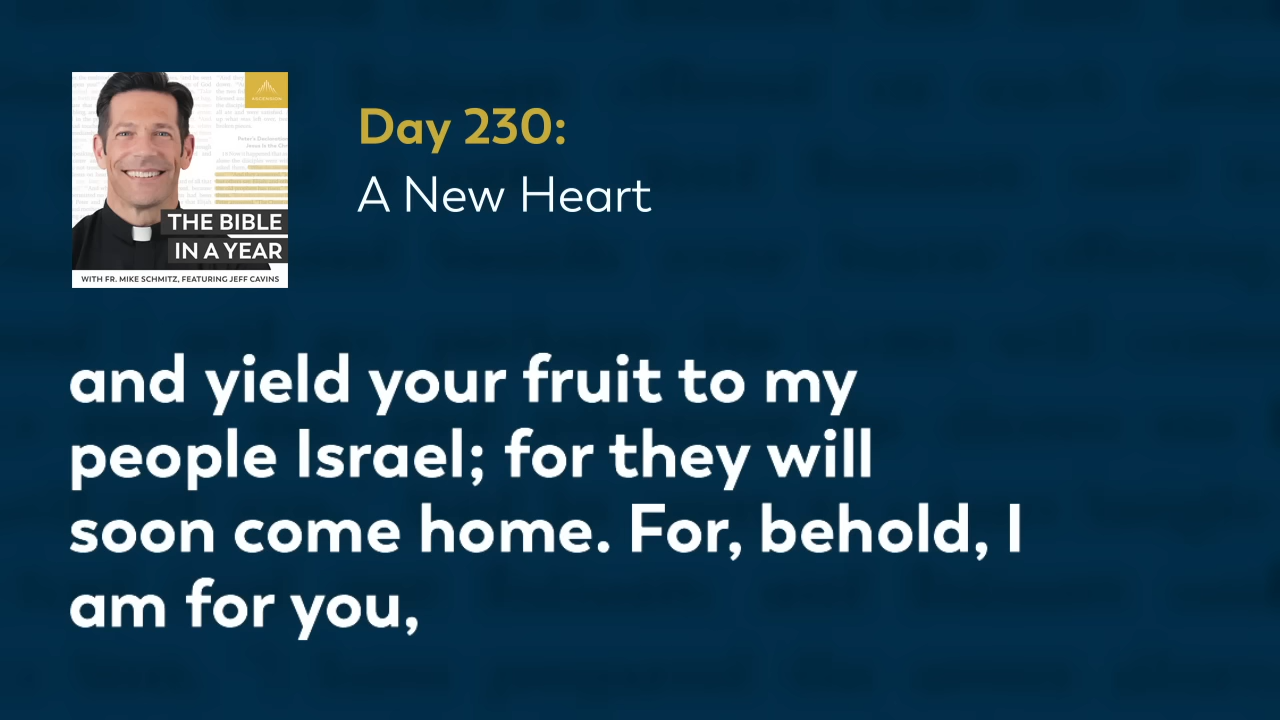 ASCENSION
THE BIBLE
IN A YEAR
WITH FR. MIKE SCHMITZ, FEATURING JEFF CAVINS
Day 230:
A New Heart
and yield your fruit to my
people Israel; for they will
soon come home. For, behold, I
am for you,